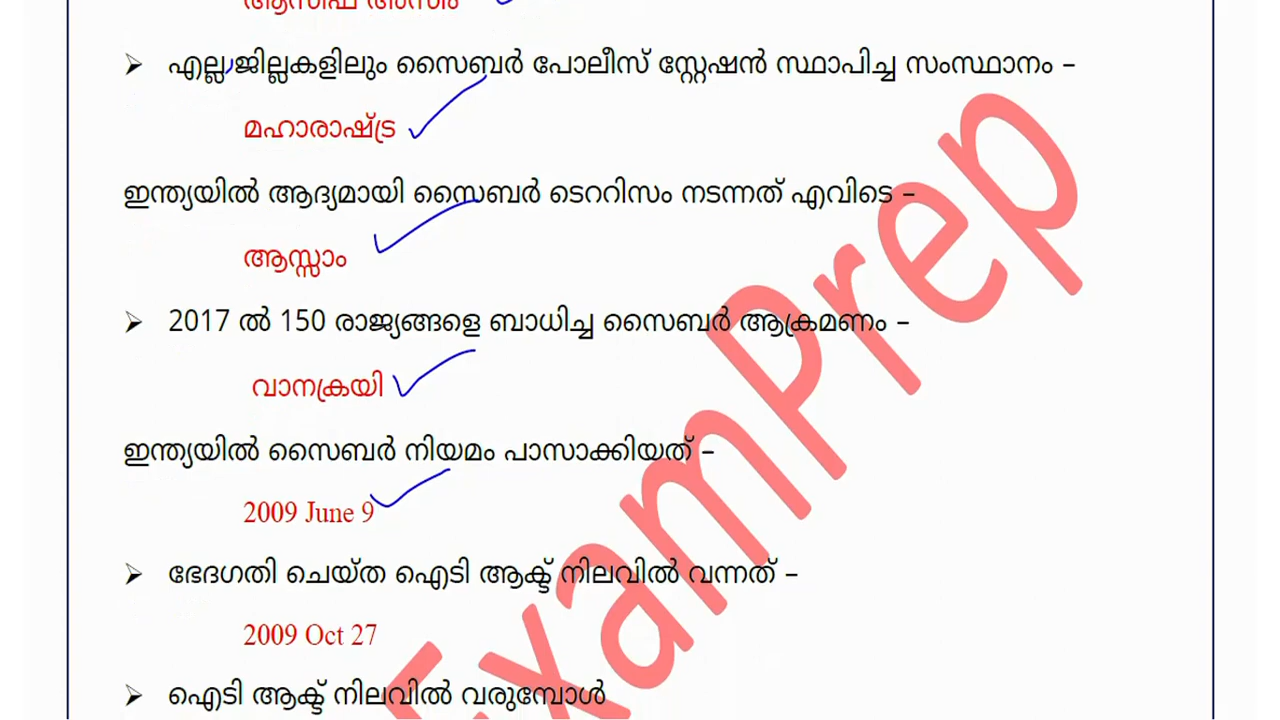 ആസിഫ് അസിം
എല്ലാ ജില്ലകളിലും സൈബർ പോലീസ് സ്റ്റേഷൻ സ്ഥാപിച്ച സംസ്ഥാനം –
മഹാരാഷ്ട്ര
ഇന്ത്യയിൽ ആദ്യമായി സൈബർ ടെററിസം നടന്നത് എവിടെ –
ആസ്സാം
2017 ൽ 150 രാജ്യങ്ങളെ ബാധിച്ച സൈബർ ആക്രമണം –
വാനക്രയി
ഇന്ത്യയിൽ സൈബർ നിയമം പാസാക്കിയത് –
2009 June 9
ഭേദഗതി ചെയ്ത ഐടി ആക്ട് നിലവിൽ വന്നത് –
2009 Oct 27
ഐടി ആക്ട് നിലവിൽ വരുമ്പോൾ
ExamPrep